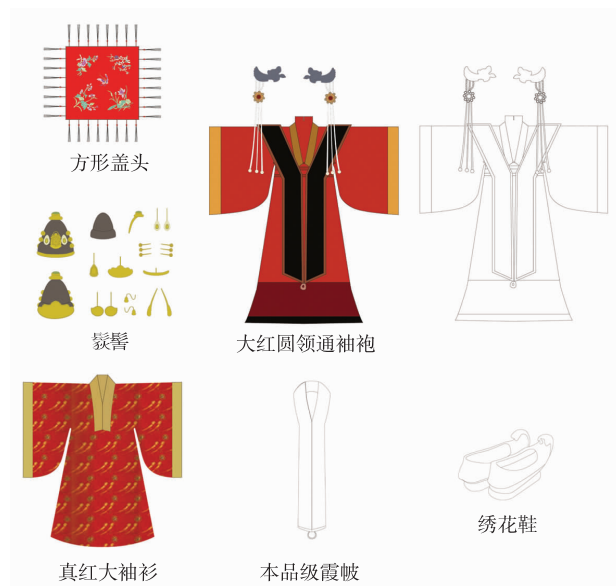 方形盖头
鬏髻
大红圆领通袖袍
真红大袖衫
本品级霞帔
绣花鞋